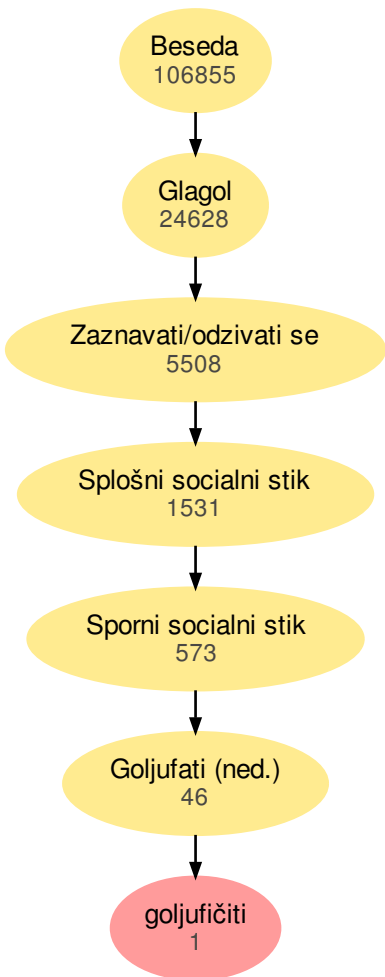 Beseda
106855
Glagol
24628
Zaznavati/odzivati se
5508
Splošni socialni stik
1531
Sporni socialni stik
573
Goljufati (ned.)
46
goljufičiti
1